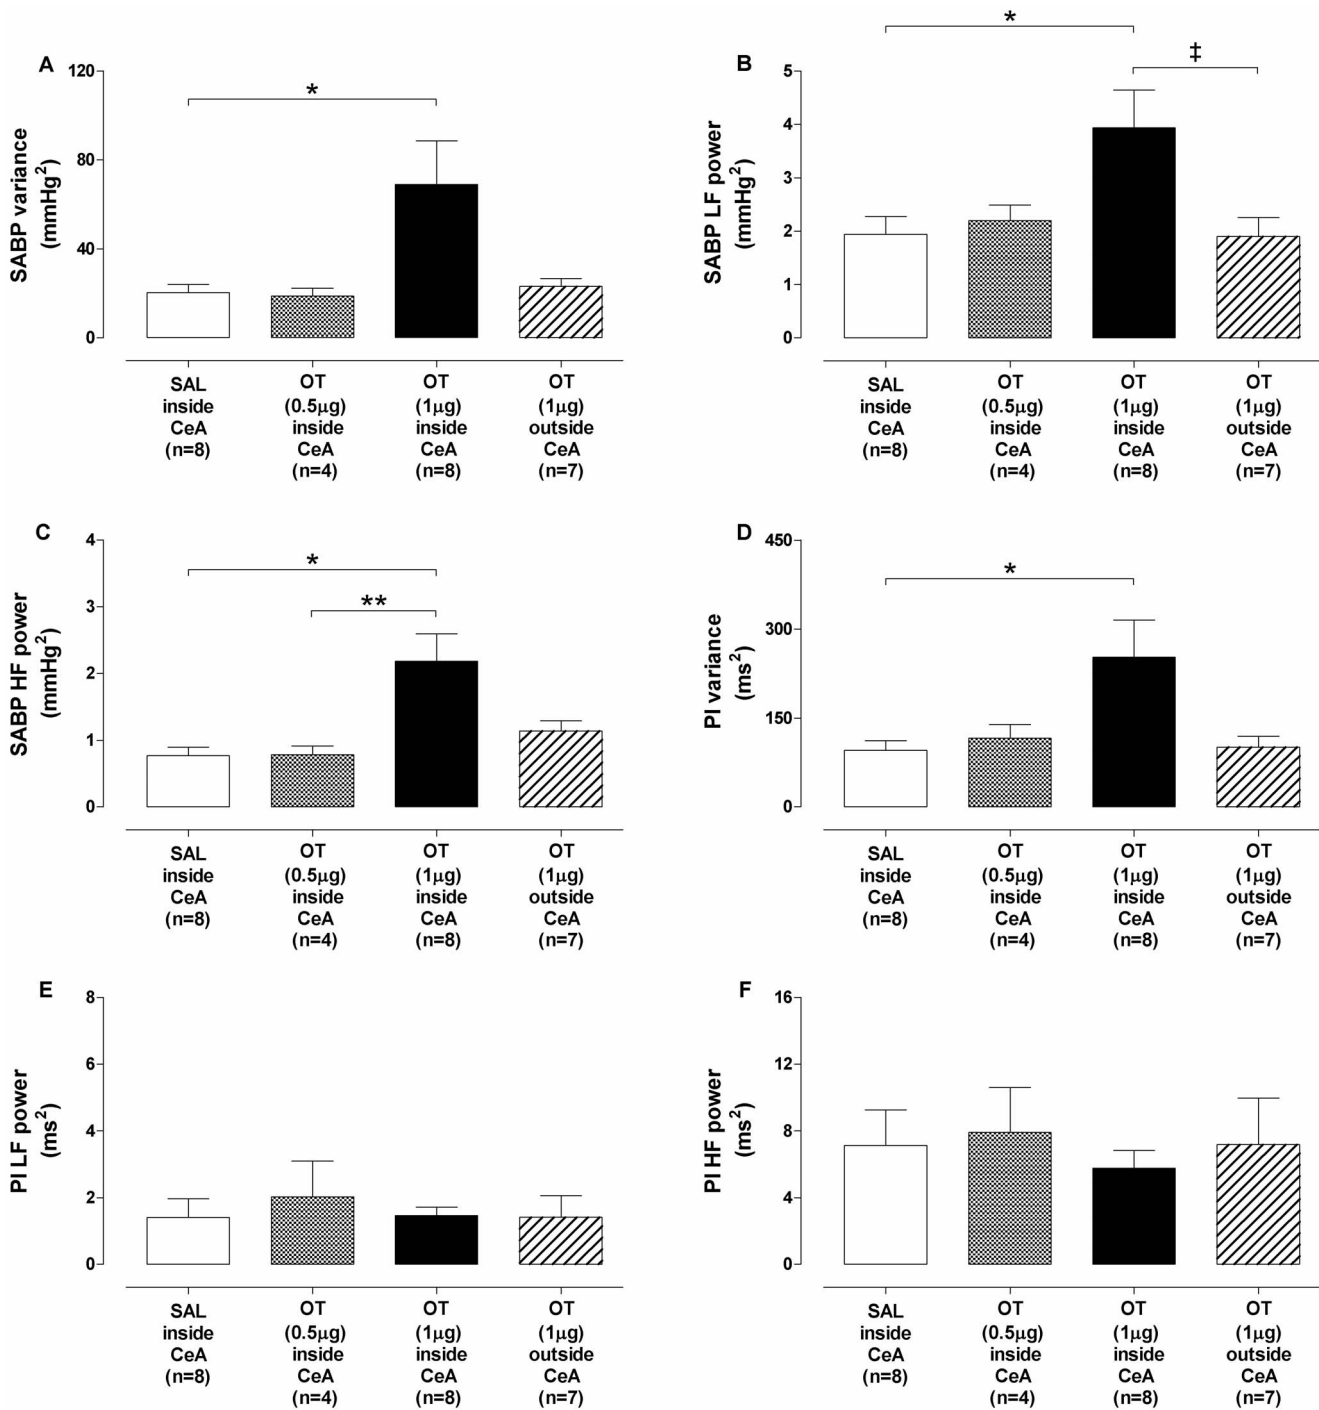 *
A
B
‡
120
80
40
0
*
SABP variance
(mmHg²)
5
4
3
2
1
0
SABP LF power
(mmHg²)
SAL
inside
CeA
(n=8)
OT
(0.5μg)
inside
CeA
(n=4)
OT
(1μg)
inside
CeA
(n=8)
OT
(1μg)
outside
CeA
(n=7)
SAL
inside
CeA
(n=8)
OT
(0.5μg)
inside
CeA
(n=4)
OT
(1μg)
inside
CeA
(n=8)
OT
(1μg)
outside
CeA
(n=7)
C
4
3
2
1
0
*
**
SABP HF power
(mmHg²)
D
450
300
150
0
*
PI variance
(ms²)
SAL
inside
CeA
(n=8)
OT
(0.5μg)
inside
CeA
(n=4)
OT
(1μg)
inside
CeA
(n=8)
OT
(1μg)
outside
CeA
(n=7)
SAL
inside
CeA
(n=8)
OT
(0.5μg)
inside
CeA
(n=4)
OT
(1μg)
inside
CeA
(n=8)
OT
(1μg)
outside
CeA
(n=7)
E
8
6
4
2
0
PI LF power
(ms²)
F
16
12
8
4
0
PI HF power
(ms²)
SAL
inside
CeA
(n=8)
OT
(0.5μg)
inside
CeA
(n=4)
OT
(1μg)
inside
CeA
(n=8)
OT
(1μg)
outside
CeA
(n=7)
SAL
inside
CeA
(n=8)
OT
(0.5μg)
inside
CeA
(n=4)
OT
(1μg)
inside
CeA
(n=8)
OT
(1μg)
outside
CeA
(n=7)